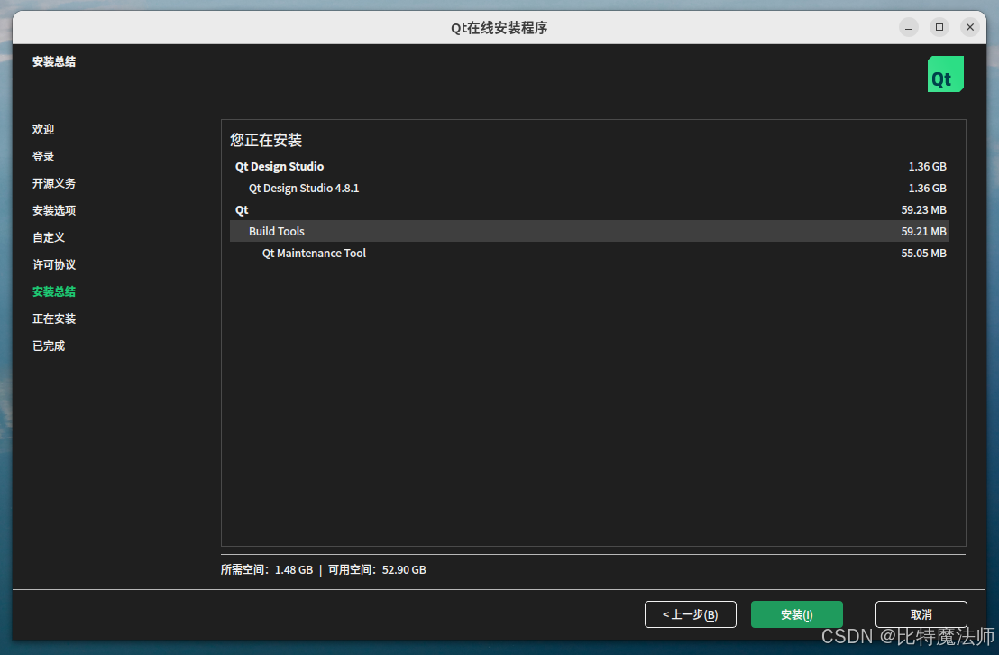 Qt在线安装程序
安装总结
Qt
欢迎
登录
开源义务
安装选项
自定义
许可协议
安装总结
正在安装
已完成
您正在安装
Qt Design Studio 1.36 GB
Qt Design Studio 4.8.1 1.36 GB
Qt 59.23 MB
Build Tools 59.21 MB
Qt Maintenance Tool 55.05 MB
所需空间：1.48 GB | 可用空间：52.90 GB
< 上一步(B) 安装(I) 取消
CSDN @比特魔法师